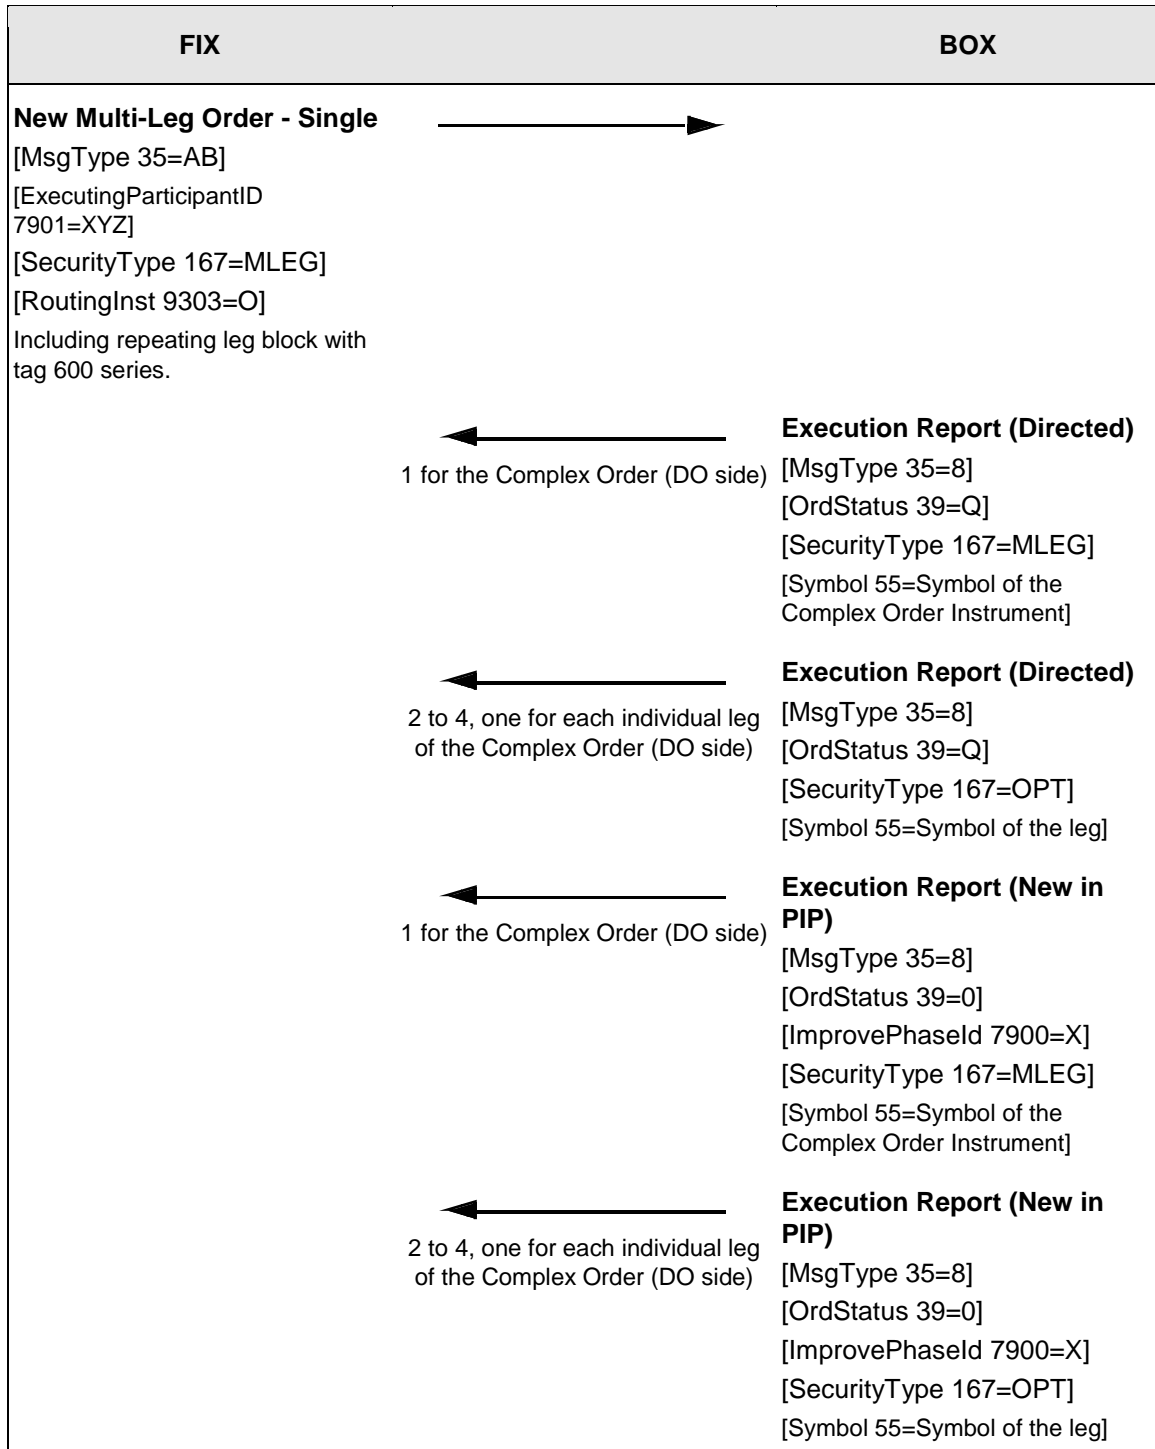 FIX
BOX
New Multi-Leg Order - Single
[MsgType 35=AB]
[ExecutingParticipantID
7901=XYZ]
[SecurityType 167=MLEG]
[RoutingInst 9303=O]
Including repeating leg block with
tag 600 series.
1 for the Complex Order (DO side)
Execution Report (Directed)
[MsgType 35=8]
[OrdStatus 39=Q]
[SecurityType 167=MLEG]
[Symbol 55=Symbol of the
Complex Order Instrument]
2 to 4, one for each individual leg
of the Complex Order (DO side)
Execution Report (Directed)
[MsgType 35=8]
[OrdStatus 39=Q]
[SecurityType 167=OPT]
[Symbol 55=Symbol of the leg]
1 for the Complex Order (DO side)
Execution Report (New in
PIP)
[MsgType 35=8]
[OrdStatus 39=0]
[ImprovePhaseId 7900=X]
[SecurityType 167=MLEG]
[Symbol 55=Symbol of the
Complex Order Instrument]
2 to 4, one for each individual leg
of the Complex Order (DO side)
Execution Report (New in
PIP)
[MsgType 35=8]
[OrdStatus 39=0]
[ImprovePhaseId 7900=X]
[SecurityType 167=OPT]
[Symbol 55=Symbol of the leg]